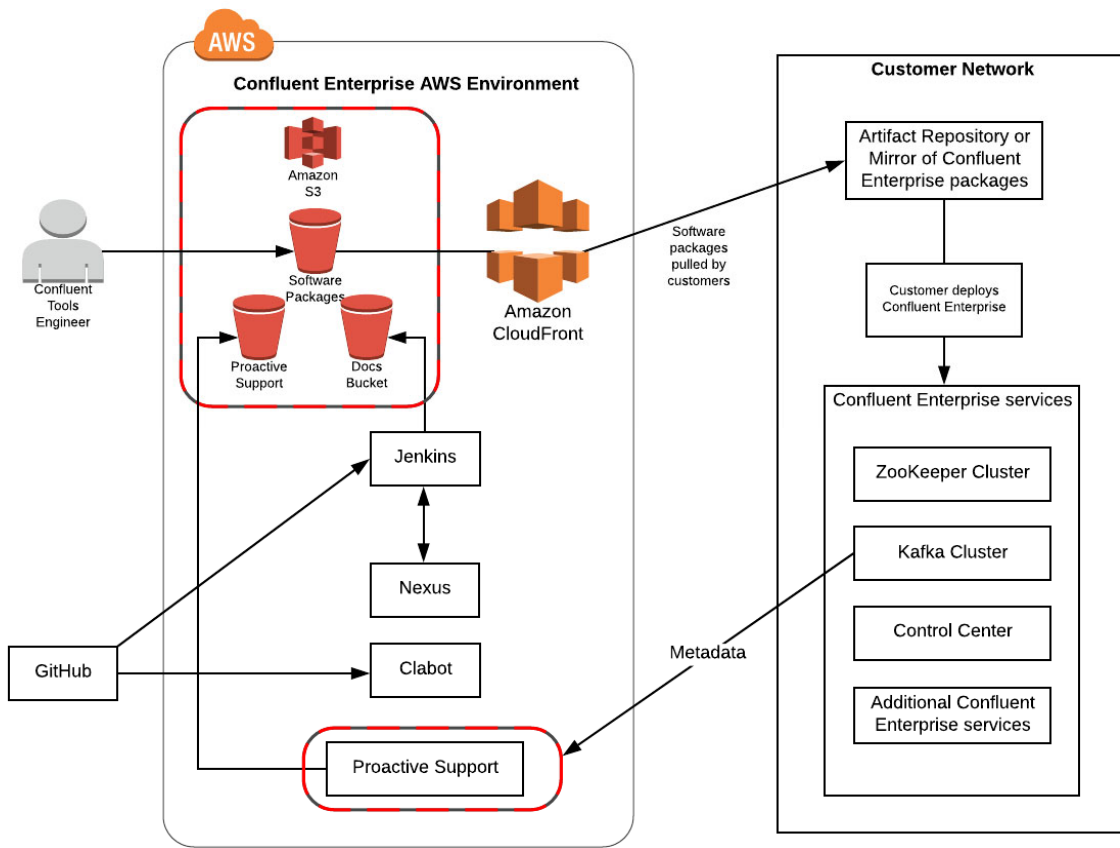 AWS
Confluent Enterprise AWS Environment
Amazon
S3
Software
Packages
Proactive
Support
Docs
Bucket
Confluent
Tools
Engineer
Amazon
CloudFront
Software
packages
pulled by
customers
Jenkins
Nexus
GitHub
Clabot
Proactive Support
Metadata
Customer Network
Artifact Repository or
Mirror of Confluent
Enterprise packages
Customer deploys
Confluent Enterprise
Confluent Enterprise services
ZooKeeper Cluster
Kafka Cluster
Control Center
Additional Confluent
Enterprise services